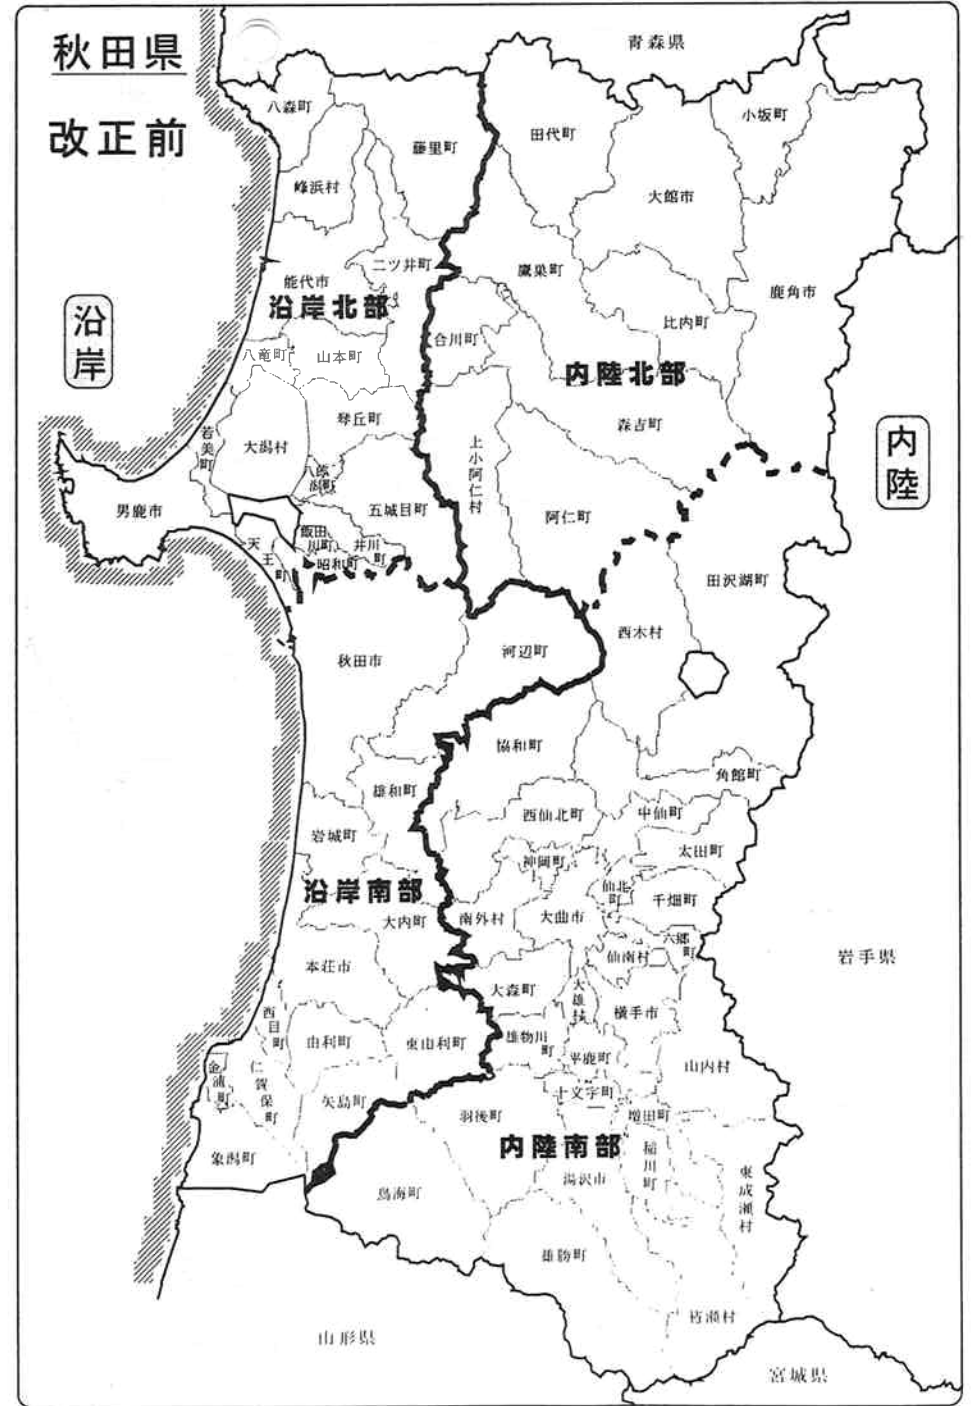 秋田県
改正前
青森県
八森町
藤里町
田代町
小坂町
峰浜村
大館市
能代市
二ツ井町
鷹巣町
鹿角市
沿岸北部
沿岸
比内町
合川町
八竜町
山本町
内陸北部
琴丘町
森吉町
若美町
大潟村
上小阿仁村
内陸
八郎
潟町
男鹿市
五城目町
阿仁町
天王町
飯田
川町
井川
町
昭和町
田沢湖町
西木村
秋田市
河辺町
協和町
角館町
雄和町
西仙北町
中仙町
岩城町
太田町
神岡町
沿岸南部
仙北
町
千畑町
大内町
南外村
大曲市
六郷
町
仙南村
岩手県
本荘市
大森町
大雄村
横手市
西目町
由利町
東由利町
雄物川
町
平鹿町
山内村
金浦町
仁賀保町
矢島町
十文字町
羽後町
増田町
内陸南部
稲川町
象潟町
湯沢市
東成瀬村
鳥海町
雄勝町
山形県
宮城県